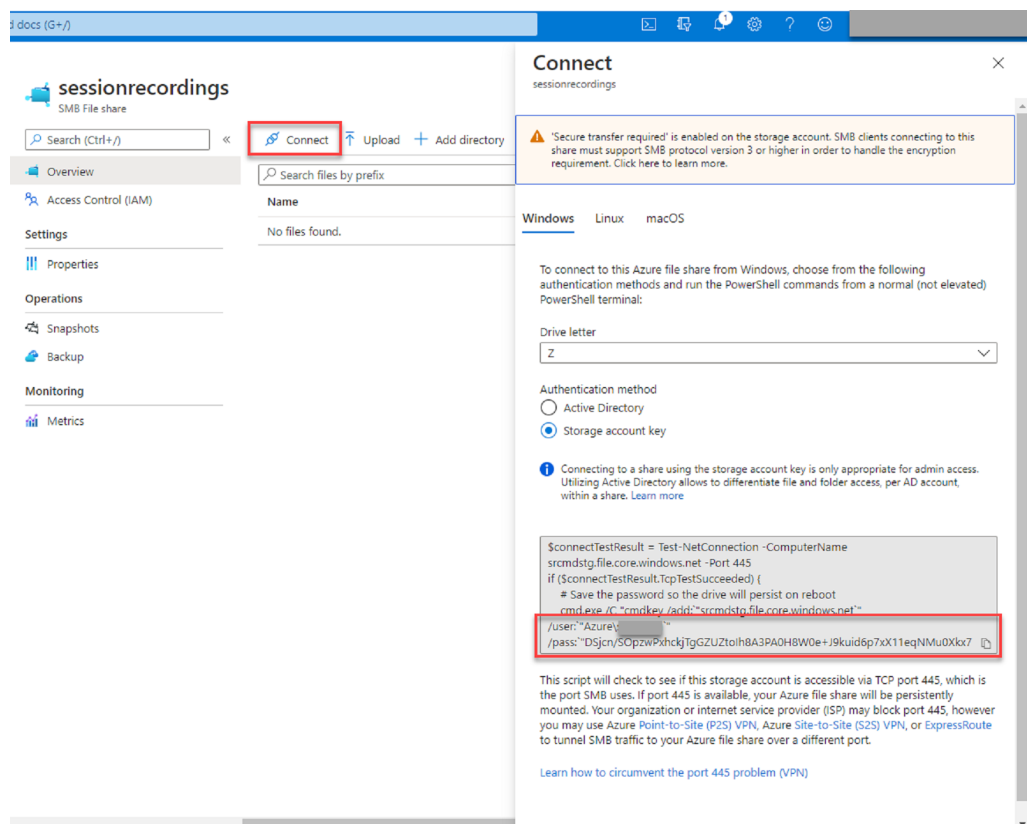 d docs (G+/)
1
sessionrecordings
SMB File share
Search (Ctrl+/)
«
Overview
Access Control (IAM)
Settings
Properties
Operations
Snapshots
Backup
Monitoring
Metrics
Connect
Upload
Add directory
Search files by prefix
Name
No files found.
Connect
sessionrecordings
'Secure transfer required' is enabled on the storage account. SMB clients connecting to this
share must support SMB protocol version 3 or higher in order to handle the encryption
requirement. Click here to learn more.
Windows Linux macOS
To connect to this Azure file share from Windows, choose from the following
authentication methods and run the PowerShell commands from a normal (not elevated)
PowerShell terminal:
Drive letter
Z
Authentication method
Active Directory
Storage account key
Connecting to a share using the storage account key is only appropriate for admin access.
Utilizing Active Directory allows to differentiate file and folder access, per AD account,
within a share. Learn more
$connectTestResult = Test-NetConnection -ComputerName
srcmdstg.file.core.windows.net -Port 445
if ($connectTestResult.TcpTestSucceeded) {
# Save the password so the drive will persist on reboot
cmd.exe /C "cmdkey /add:`"srcmdstg.file.core.windows.net`"
/user:`"Azure\ `"
/pass:`"DSjcn/SOpzwPxhckjTgGZUZtoIh8A3PA0H8W0e+J9kuid6p7xX11eqNMu0Xkx7
This script will check to see if this storage account is accessible via TCP port 445, which is
the port SMB uses. If port 445 is available, your Azure file share will be persistently
mounted. Your organization or internet service provider (ISP) may block port 445, however
you may use Azure Point-to-Site (P2S) VPN, Azure Site-to-Site (S2S) VPN, or ExpressRoute
to tunnel SMB traffic to your Azure file share over a different port.
Learn how to circumvent the port 445 problem (VPN)